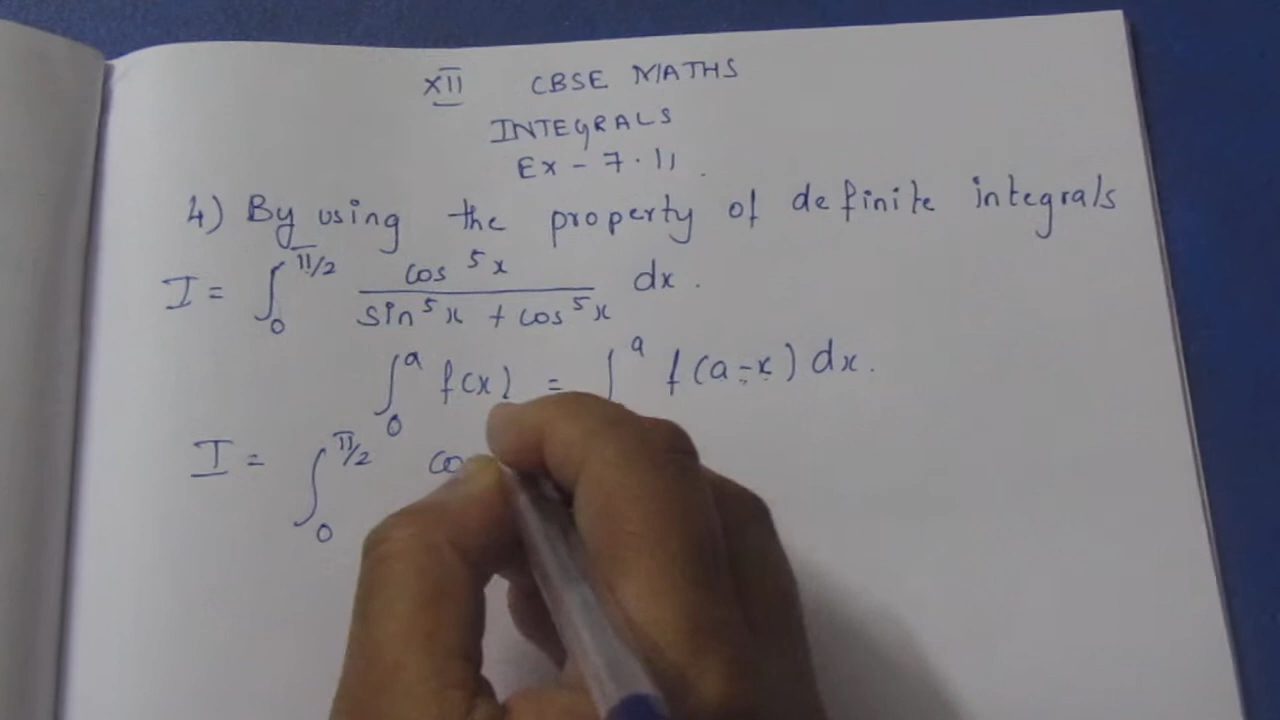 XII CBSE MATHS
INTEGRALS
Ex - 7.11.
4) By using the property of definite integrals
I = ∫₀^π/2 cos⁵x / (sin⁵x + cos⁵x) dx.
∫₀^a f(x) = ∫^a f(a-x) dx.
I = ∫₀^π/2 co